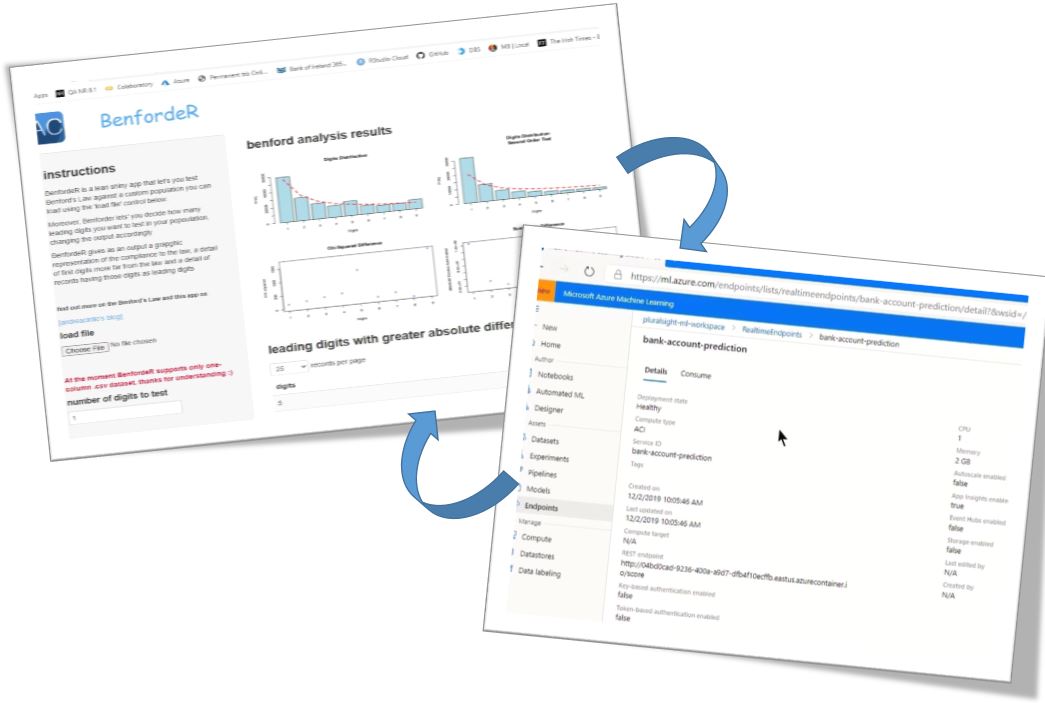 Apps QA NR 6.1 Collaboratory Azure Permanent tsb Onli... Bank of Ireland 365... RStudio Cloud GitHub DBS MS | Local The Irish Times - E
AC
BenfordeR
instructions
BenfordeR is a lean shiny app that let's you test
Benford's Law against a custom population you can
load using the 'load file' control below.
Moreover, Benforder lets' you decide how many
leading digits you want to test in your population,
changing the output accordingly
BenfordeR gives as an output a grapghic
representation of the compliance to the law, a detail
of first digits more far from the law and a detail of
records having those digits as leading digits
find out more on the Benford's Law and this app on
load file
Choose File No file chosen
At the moment BenfordeR supports only one-
column .csv dataset, thanks for understanding :)
number of digits to test
1
benford analysis results
Digits Distribution
Digits Distribution
Second Order Test
Chi-Squared Difference
leading digits with greater absolute differ
25 records per page
digits
5
https://ml.azure.com/endpoints/lists/realtimeendpoints/bank-account-prediction/detail?&wsid=/
Microsoft Azure Machine Learning
New
Home
Author
Notebooks
Automated ML
Designer
Assets
Datasets
Experiments
Pipelines
Models
Endpoints
Manage
Compute
Datastores
Data labeling
pluralsight-ml-workspace > RealtimeEndpoints > bank-account-prediction
bank-account-prediction
Details Consume
Deployment state
Healthy
Compute type
ACI
Service ID
bank-account-prediction
Tags
Created on
12/2/2019 10:05:46 AM
Last updated on
12/2/2019 10:05:46 AM
Compute target
N/A
REST endpoint
http://04bd0cad-9236-400a-a9d7-dfb4f10ecffb.eastus.azurecontainer.i
o/score
Key-based authentication enabled
false
Token-based authentication enabled
false
CPU
1
Memory
2 GB
Autoscale enabled
false
App Insights enable
true
Event Hubs enabled
false
Storage enabled
false
Last edited by
N/A
Created by
N/A